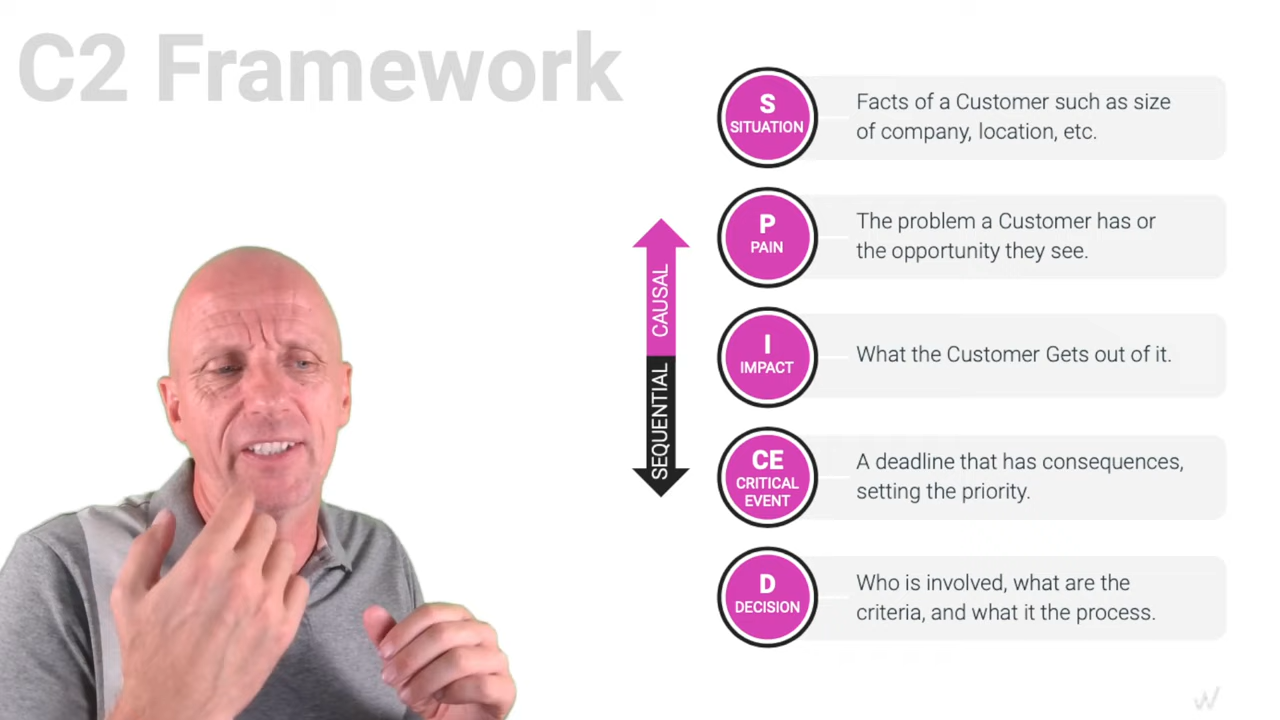 C2 Framework
S
SITUATION
Facts of a Customer such as size
of company, location, etc.
P
PAIN
The problem a Customer has or
the opportunity they see.
CAUSAL
SEQUENTIAL
I
IMPACT
What the Customer Gets out of it.
CE
CRITICAL
EVENT
A deadline that has consequences,
setting the priority.
D
DECISION
Who is involved, what are the
criteria, and what it the process.
W